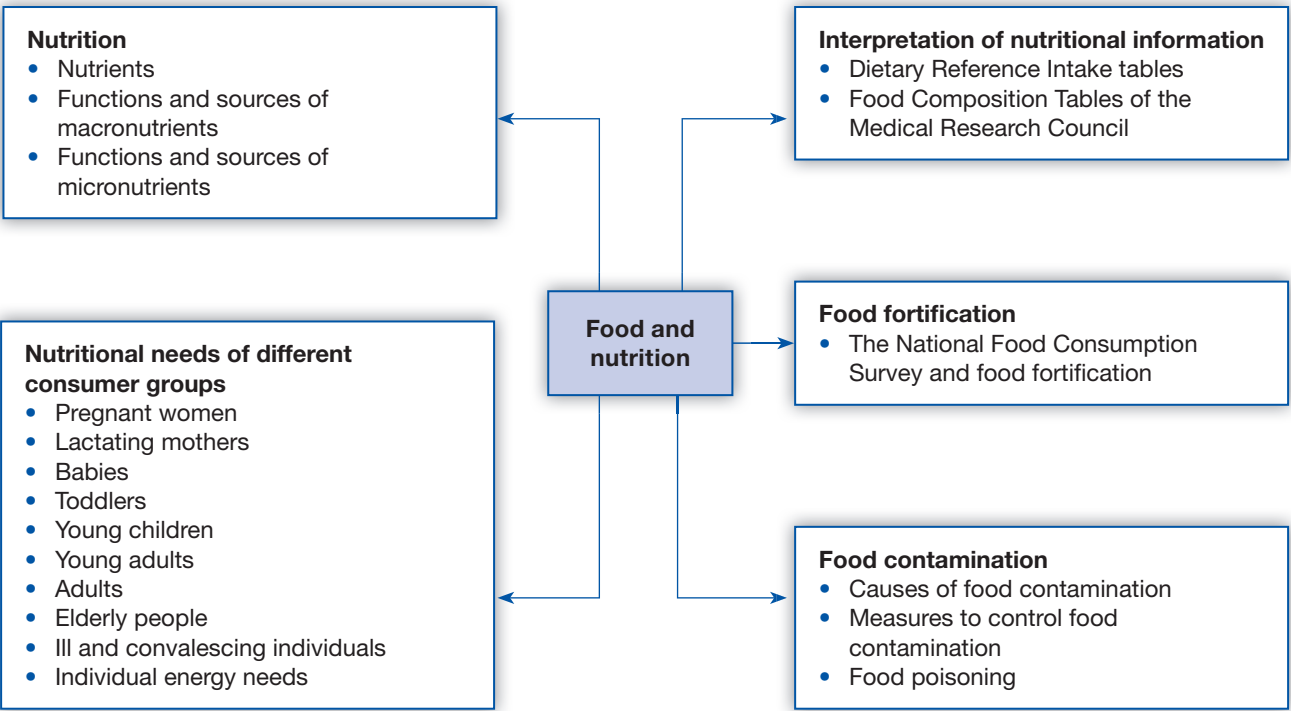 Nutrition
• Nutrients
• Functions and sources of
macronutrients
• Functions and sources of
micronutrients
Interpretation of nutritional information
• Dietary Reference Intake tables
• Food Composition Tables of the
Medical Research Council
Food and
nutrition
Food fortification
• The National Food Consumption
Survey and food fortification
Nutritional needs of different
consumer groups
• Pregnant women
• Lactating mothers
• Babies
• Toddlers
• Young children
• Young adults
• Adults
• Elderly people
• Ill and convalescing individuals
• Individual energy needs
Food contamination
• Causes of food contamination
• Measures to control food
contamination
• Food poisoning